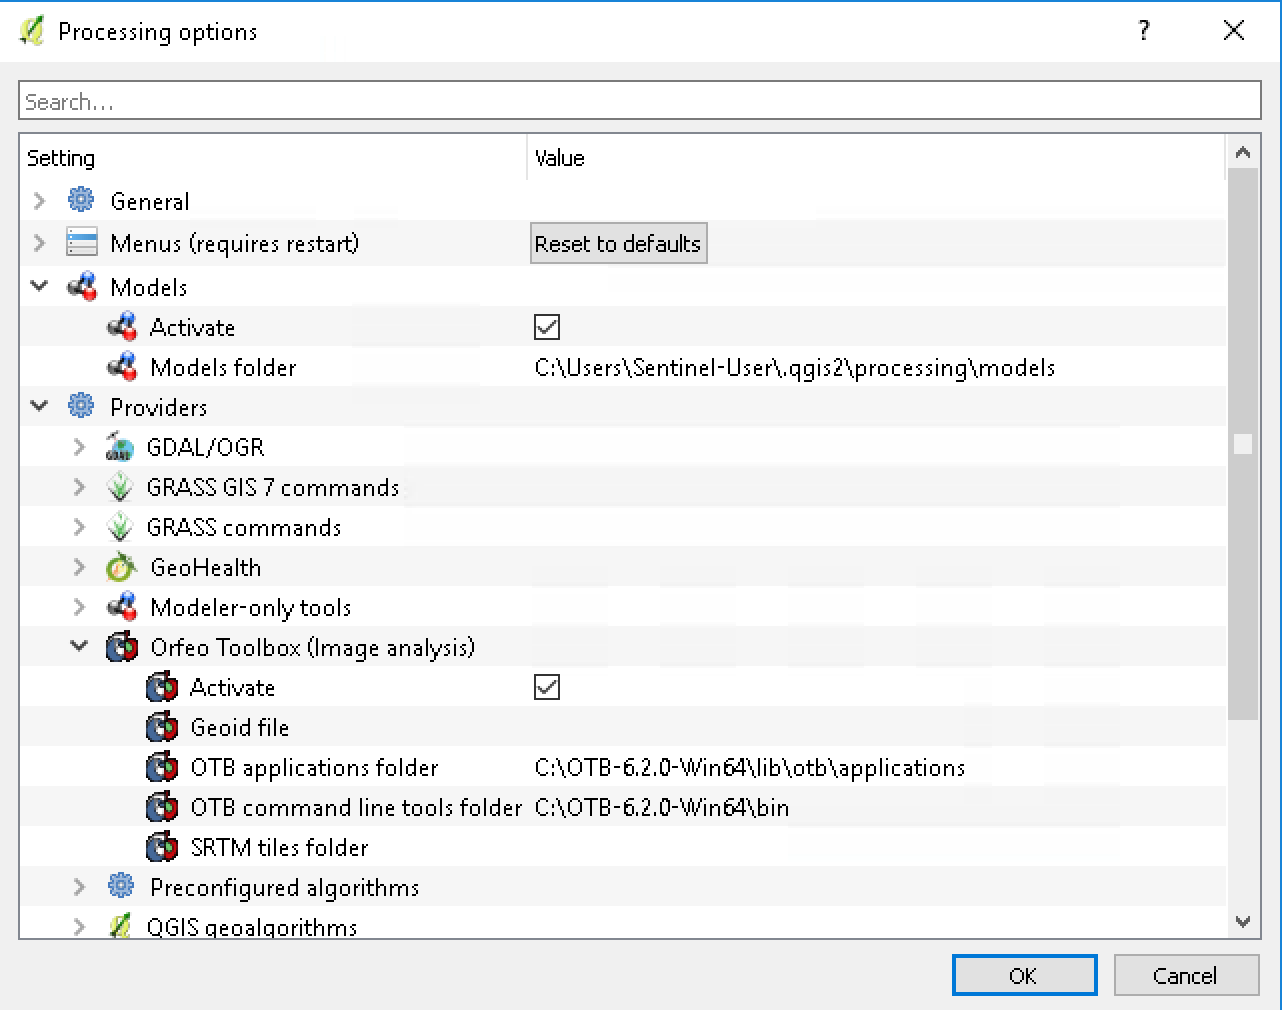 Processing options
?
Search...
Setting Value
General
Menus (requires restart) Reset to defaults
Models
Activate
Models folder C:\Users\Sentinel-User\.qgis2\processing\models
Providers
GDAL/OGR
GRASS GIS 7 commands
GRASS commands
GeoHealth
Modeler-only tools
Orfeo Toolbox (Image analysis)
Activate
Geoid file
OTB applications folder C:\OTB-6.2.0-Win64\lib\otb\applications
OTB command line tools folder C:\OTB-6.2.0-Win64\bin
SRTM tiles folder
Preconfigured algorithms
QGIS geoalgorithms
OK Cancel